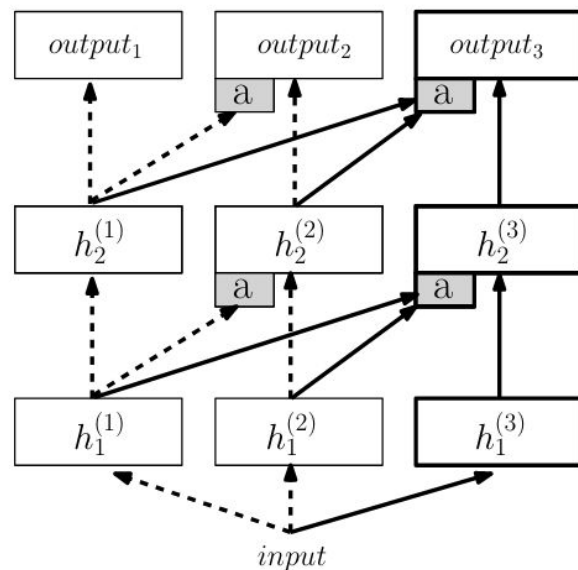 output₁ output₂ output₃
a a
h₂⁽¹⁾ h₂⁽²⁾ h₂⁽³⁾
a a
h₁⁽¹⁾ h₁⁽²⁾ h₁⁽³⁾
input